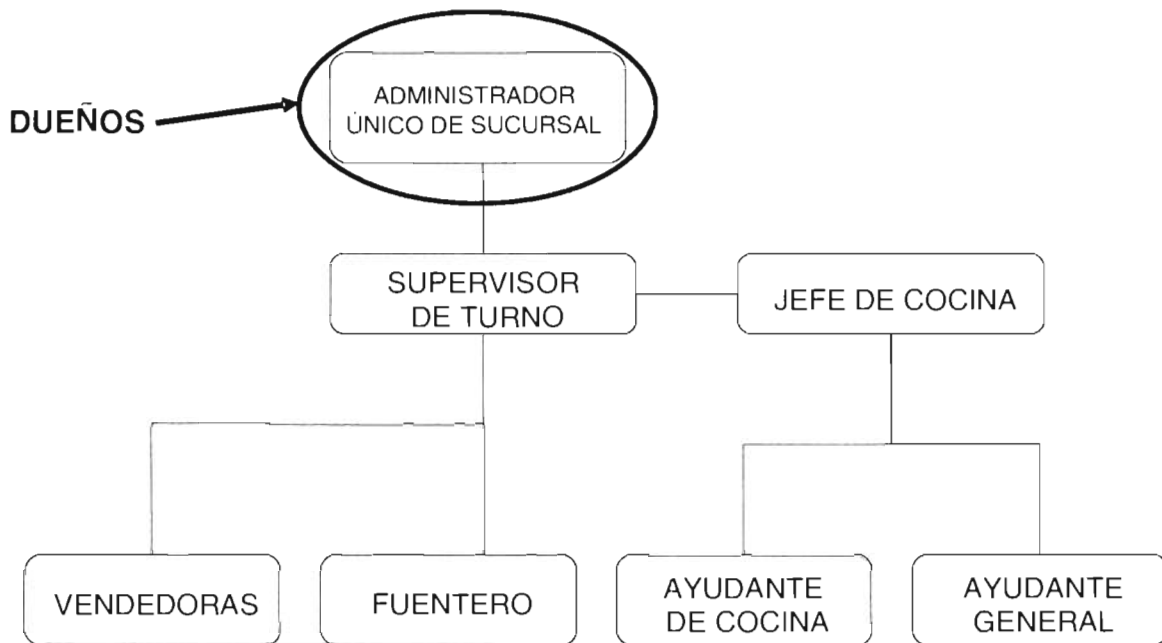 ADMINISTRADOR
ÚNICO DE SUCURSAL
DUEÑOS
SUPERVISOR
DE TURNO
JEFE DE COCINA
VENDEDORAS
FUENTERO
AYUDANTE
DE COCINA
AYUDANTE
GENERAL